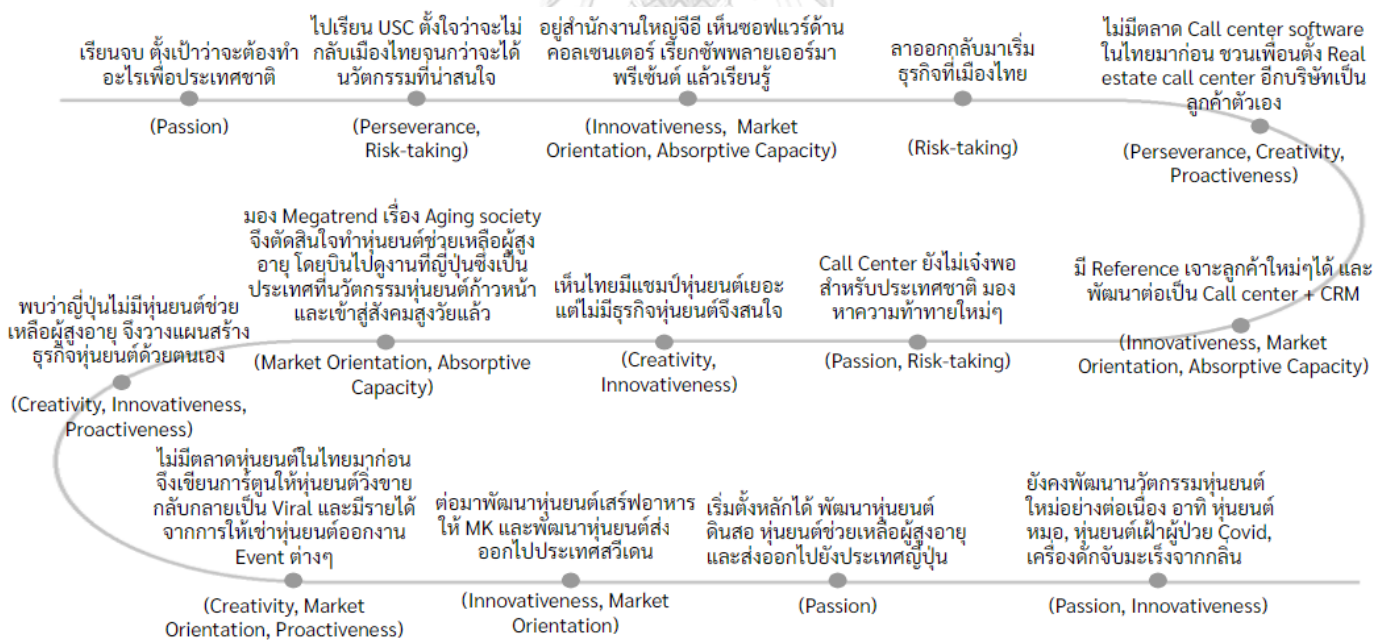 เรียนจบ ตั้งเป้าว่าจะต้องทำ
อะไรเพื่อประเทศชาติ
(Passion)
ไปเรียน USC ตั้งใจว่าจะไม่
กลับเมืองไทยจนกว่าจะได้
นวัตกรรมที่น่าสนใจ
(Perseverance,
Risk-taking)
อยู่สำนักงานใหญ่จีอี เห็นซอฟแวร์ด้าน
คอลเซนเตอร์ เรียกซัพพลายเออร์มา
พรีเซ้นต์ แล้วเรียนรู้
(Innovativeness, Market
Orientation, Absorptive Capacity)
ลาออกกลับมาเริ่ม
ธุรกิจที่เมืองไทย
(Risk-taking)
ไม่มีตลาด Call center software
ในไทยมาก่อน ชวนเพื่อนตั้ง Real
estate call center อีกบริษัทเป็น
ลูกค้าตัวเอง
(Perseverance, Creativity,
Proactiveness)
มี Reference เจาะลูกค้าใหม่ๆได้ และ
พัฒนาต่อเป็น Call center + CRM
(Innovativeness, Market
Orientation, Absorptive Capacity)
Call Center ยังไม่เจ๋งพอ
สำหรับประเทศชาติ มอง
หาความท้าทายใหม่ๆ
(Passion, Risk-taking)
เห็นไทยมีแชมป์หุ่นยนต์เยอะ
แต่ไม่มีธุรกิจหุ่นยนต์จึงสนใจ
(Creativity,
Innovativeness)
มอง Megatrend เรื่อง Aging society
จึงตัดสินใจทำหุ่นยนต์ช่วยเหลือผู้สูง
อายุ โดยบินไปดูงานที่ญี่ปุ่นซึ่งเป็น
ประเทศที่นวัตกรรมหุ่นยนต์ก้าวหน้า
และเข้าสู่สังคมสูงวัยแล้ว
(Market Orientation, Absorptive
Capacity)
พบว่าญี่ปุ่นไม่มีหุ่นยนต์ช่วย
เหลือผู้สูงอายุ จึงวางแผนสร้าง
ธุรกิจหุ่นยนต์ด้วยตนเอง
(Creativity, Innovativeness,
Proactiveness)
ไม่มีตลาดหุ่นยนต์ในไทยมาก่อน
จึงเขียนการ์ตูนให้หุ่นยนต์วิ่งขาย
กลับกลายเป็น Viral และมีรายได้
จากการให้เช่าหุ่นยนต์ออกงาน
Event ต่างๆ
(Creativity, Market
Orientation, Proactiveness)
ต่อมาพัฒนาหุ่นยนต์เสร์ฟอาหาร
ให้ MK และพัฒนาหุ่นยนต์ส่ง
ออกไปประเทศสวีเดน
(Innovativeness, Market
Orientation)
เริ่มตั้งหลักได้ พัฒนาหุ่นยนต์
ดินสอ หุ่นยนต์ช่วยเหลือผู้สูงอายุ
และส่งออกไปยังประเทศญี่ปุ่น
(Passion)
ยังคงพัฒนานวัตกรรมหุ่นยนต์
ใหม่อย่างต่อเนื่อง อาทิ หุ่นยนต์
หมอ, หุ่นยนต์เฝ้าผู้ป่วย Covid,
เครื่องดักจับมะเร็งจากกลิ่น
(Passion, Innovativeness)